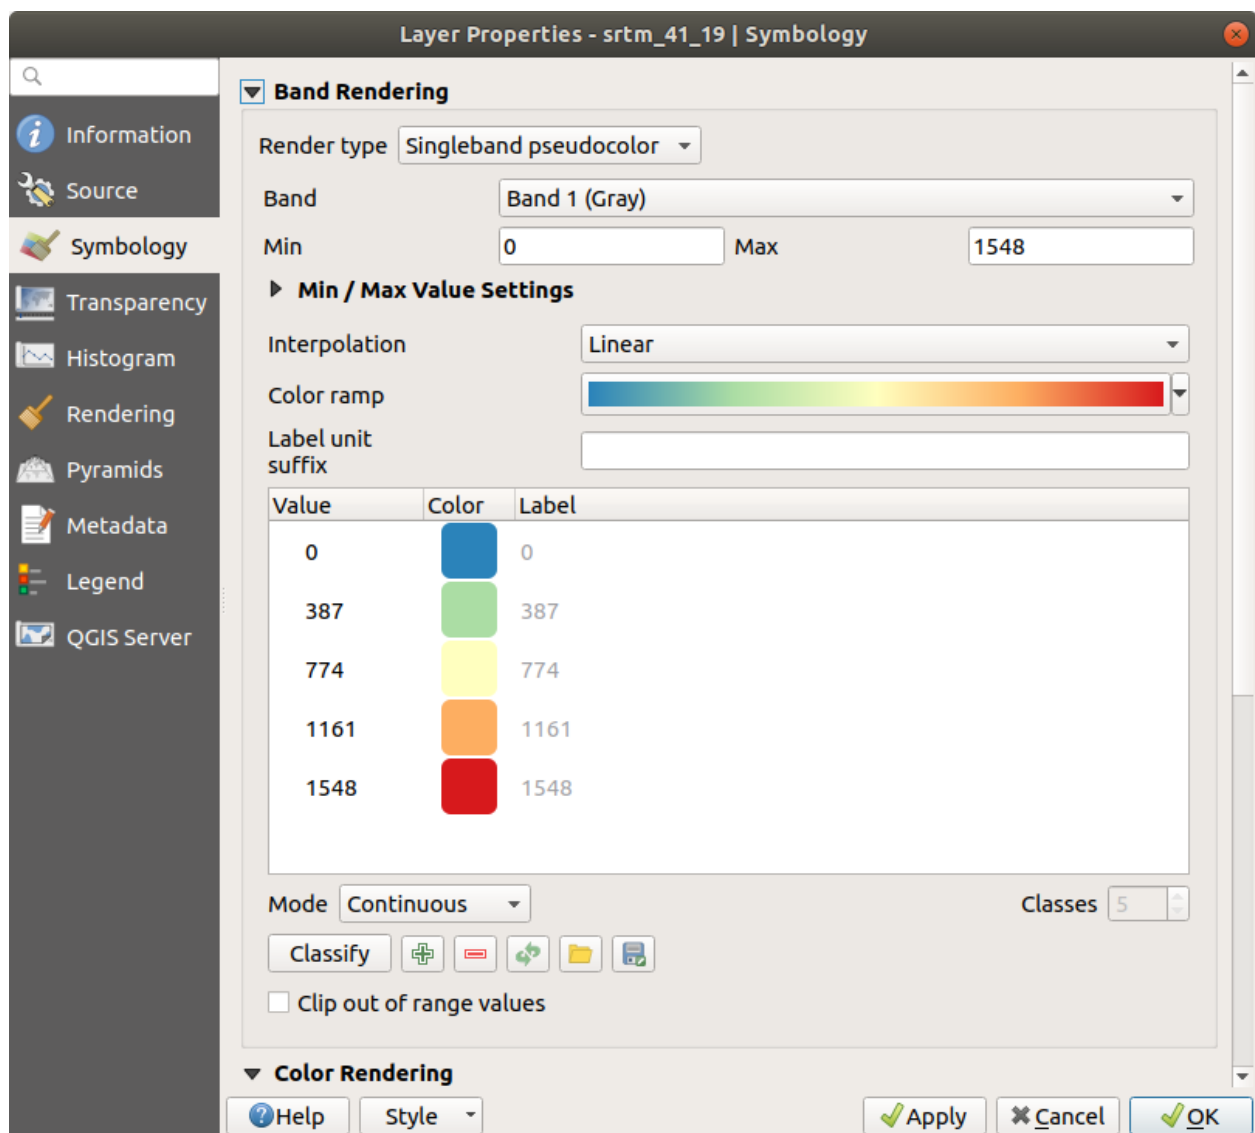 Layer Properties - srtm_41_19 | Symbology
Information
Source
Symbology
Transparency
Histogram
Rendering
Pyramids
Metadata
Legend
QGIS Server
Band Rendering
Render type Singleband pseudocolor
Band Band 1 (Gray)
Min 0 Max 1548
Min / Max Value Settings
Interpolation Linear
Color ramp
Label unit
suffix
Value Color Label
0 0
387 387
774 774
1161 1161
1548 1548
Mode Continuous Classes 5
Classify
Clip out of range values
Color Rendering
Help Style Apply Cancel OK